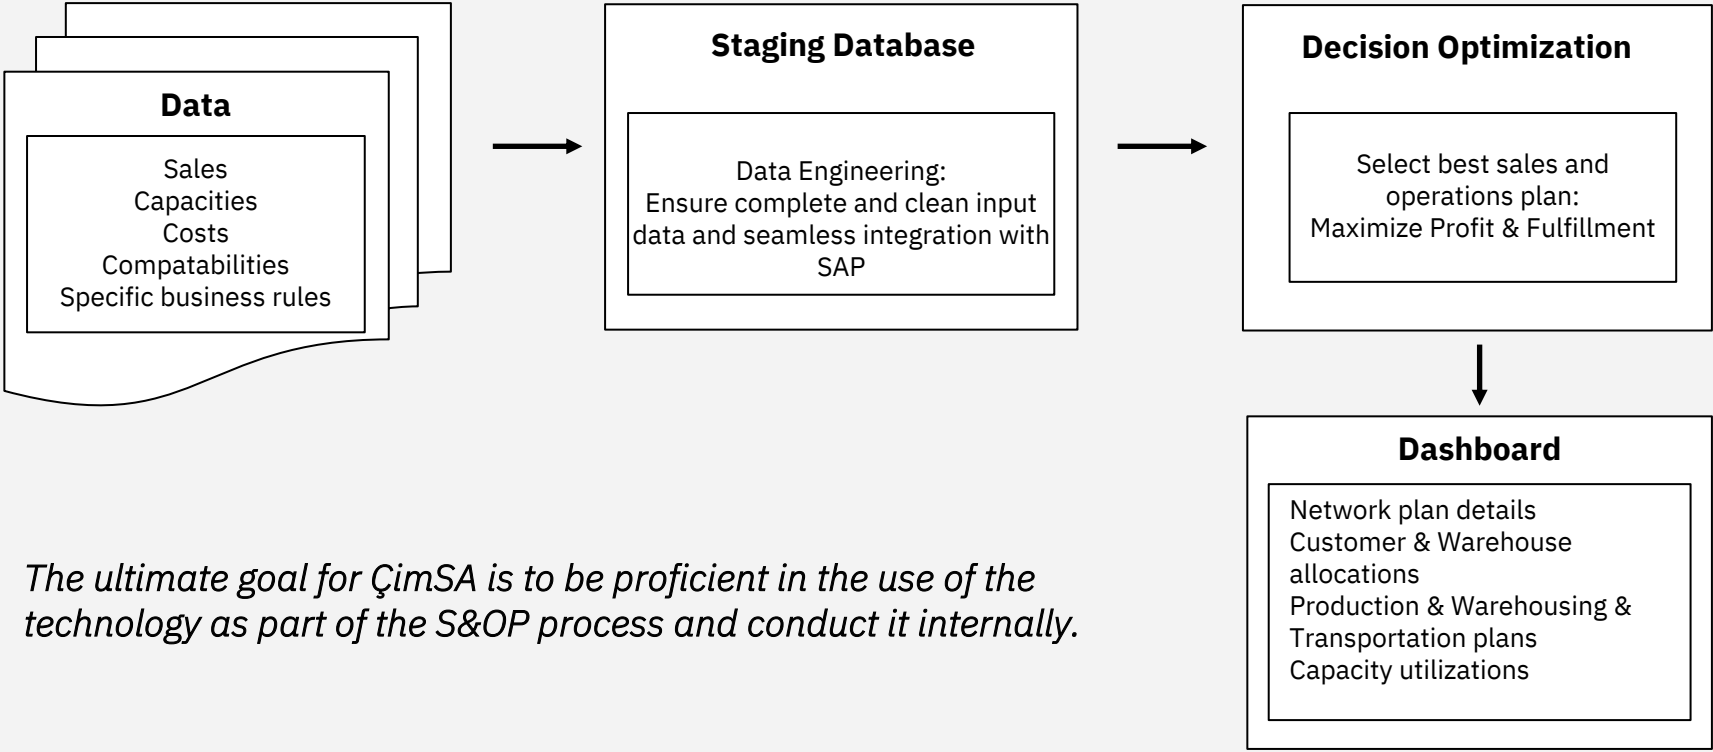 Data
Sales
Capacities
Costs
Compatabilities
Specific business rules
Staging Database
Data Engineering:
Ensure complete and clean input
data and seamless integration with
SAP
Decision Optimization
Select best sales and
operations plan:
Maximize Profit & Fulfillment
Dashboard
Network plan details
Customer & Warehouse
allocations
Production & Warehousing &
Transportation plans
Capacity utilizations
The ultimate goal for ÇimSA is to be proficient in the use of the
technology as part of the S&OP process and conduct it internally.